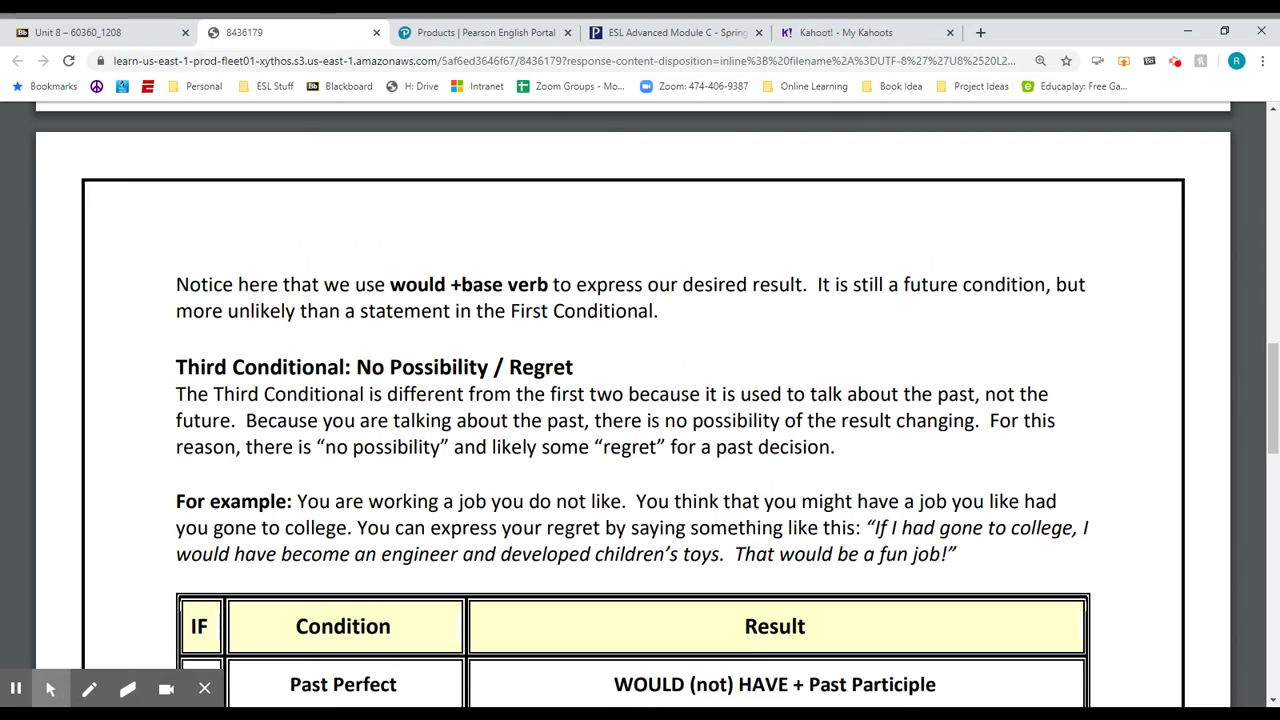 Unit 8 – 60360_1208
8436179
Products | Pearson English Portal
ESL Advanced Module C - Spring
Kahoot! - My Kahoots
learn-us-east-1-prod-fleet01-xythos.s3.us-east-1.amazonaws.com/5af6ed3646f67/8436179?response-content-disposition=inline%3B%20filename%2A%3DUTF-8%27%27U8%2520L2...
R
Bookmarks
Personal
ESL Stuff
Bb Blackboard
H: Drive
Intranet
Zoom Groups - Mo...
Zoom: 474-406-9387
Online Learning
Book Idea
Project Ideas
Educaplay: Free Ga...
Notice here that we use would +base verb to express our desired result.  It is still a future condition, but
more unlikely than a statement in the First Conditional.
Third Conditional: No Possibility / Regret
The Third Conditional is different from the first two because it is used to talk about the past, not the
future.  Because you are talking about the past, there is no possibility of the result changing.  For this
reason, there is “no possibility” and likely some “regret” for a past decision.
For example: You are working a job you do not like.  You think that you might have a job you like had
you gone to college. You can express your regret by saying something like this: “If I had gone to college, I
would have become an engineer and developed children’s toys.  That would be a fun job!”
IF Condition Result
Past Perfect WOULD (not) HAVE + Past Participle